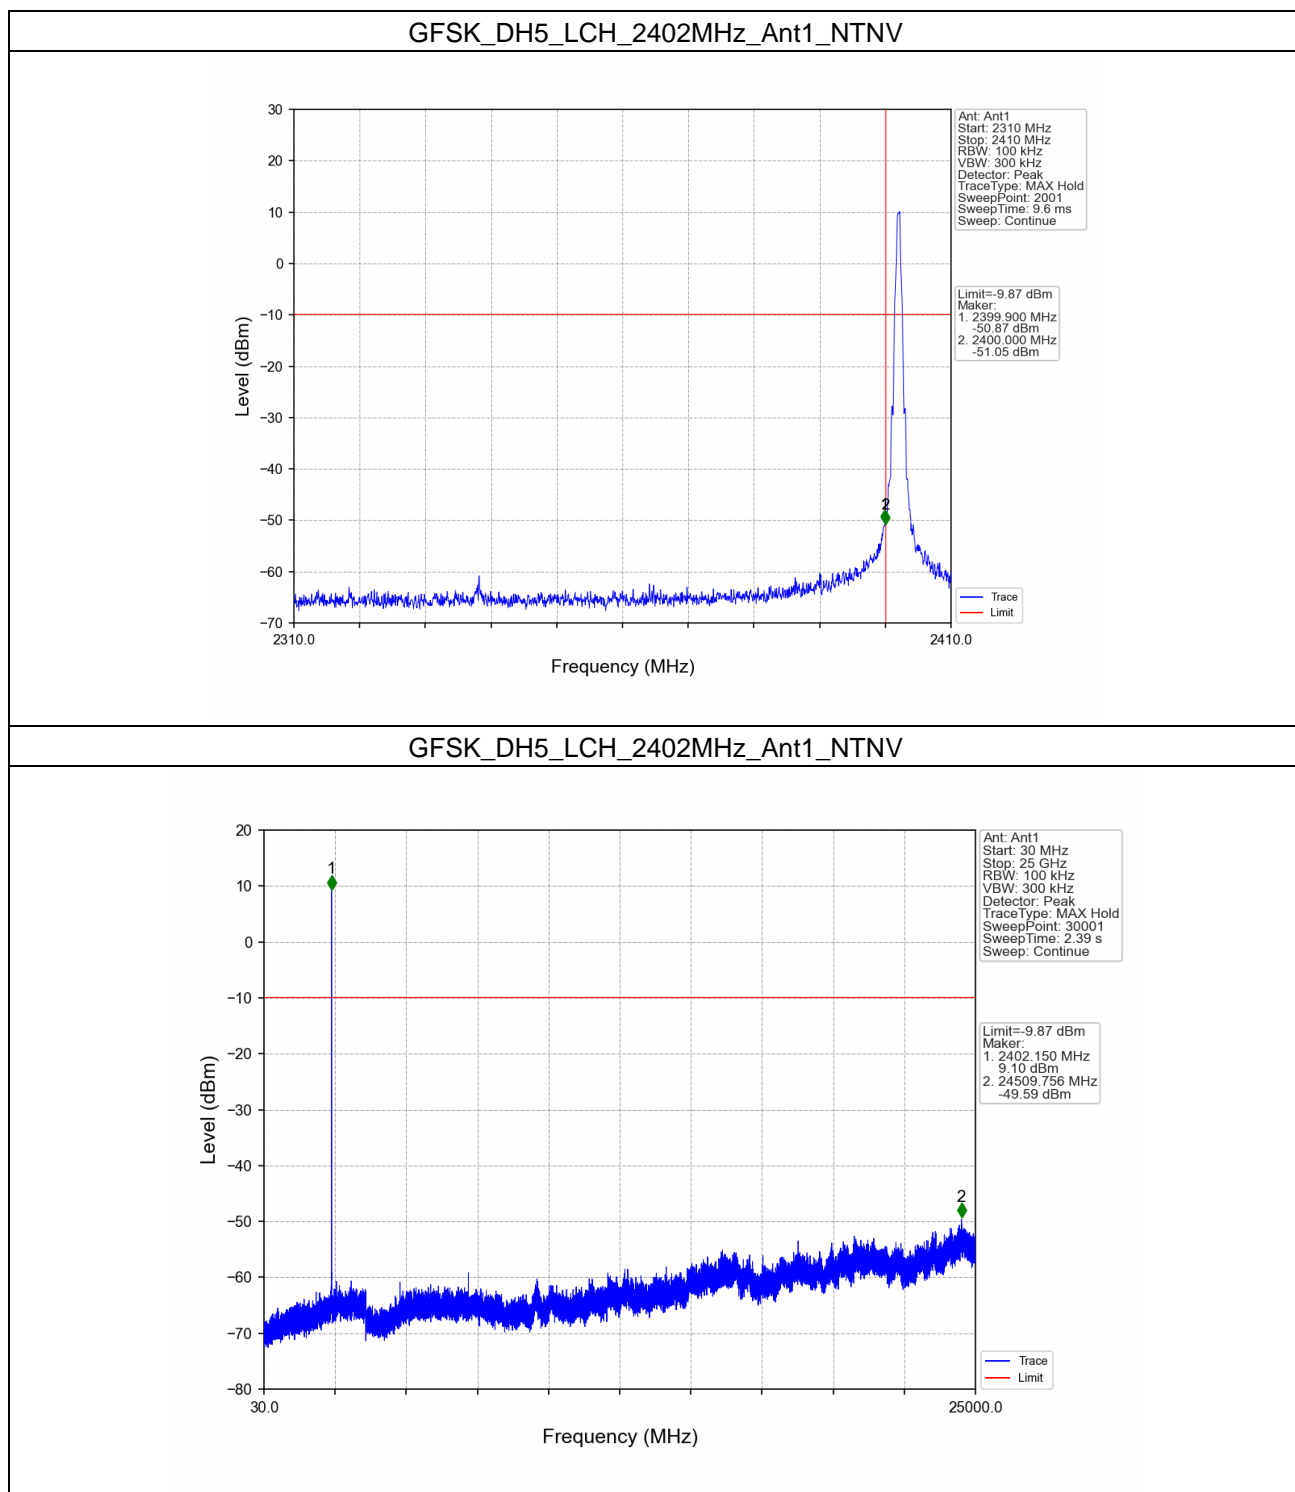 GFSK_DH5_LCH_2402MHz_Ant1_NTNV
30
20
10
0
−10
−20
−30
−40
−50
−60
−70
Level (dBm)
2310.0
2410.0
Frequency (MHz)
2
Ant: Ant1
Start: 2310 MHz
Stop: 2410 MHz
RBW: 100 kHz
VBW: 300 kHz
Detector: Peak
TraceType: MAX Hold
SweepPoint: 2001
SweepTime: 9.6 ms
Sweep: Continue
Limit=-9.87 dBm
Maker:
1. 2399.900 MHz
-50.87 dBm
2. 2400.000 MHz
-51.05 dBm
Trace
Limit
GFSK_DH5_LCH_2402MHz_Ant1_NTNV
20
10
0
−10
−20
−30
−40
−50
−60
−70
−80
Level (dBm)
30.0
25000.0
Frequency (MHz)
1
2
Ant: Ant1
Start: 30 MHz
Stop: 25 GHz
RBW: 100 kHz
VBW: 300 kHz
Detector: Peak
TraceType: MAX Hold
SweepPoint: 30001
SweepTime: 2.39 s
Sweep: Continue
Limit=-9.87 dBm
Maker:
1. 2402.150 MHz
9.10 dBm
2. 24509.756 MHz
-49.59 dBm
Trace
Limit